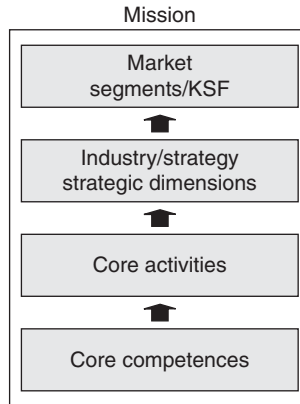 Mission
Market
segments/KSF
Industry/strategy
strategic dimensions
Core activities
Core competences